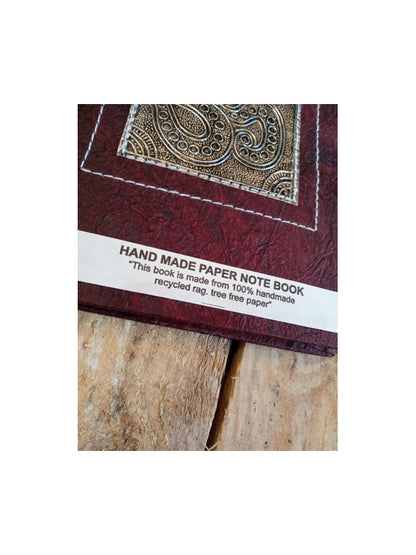 HAND MADE PAPER NOTE BOOK
"This book is made from 100% handmade
recycled rag. tree free paper"